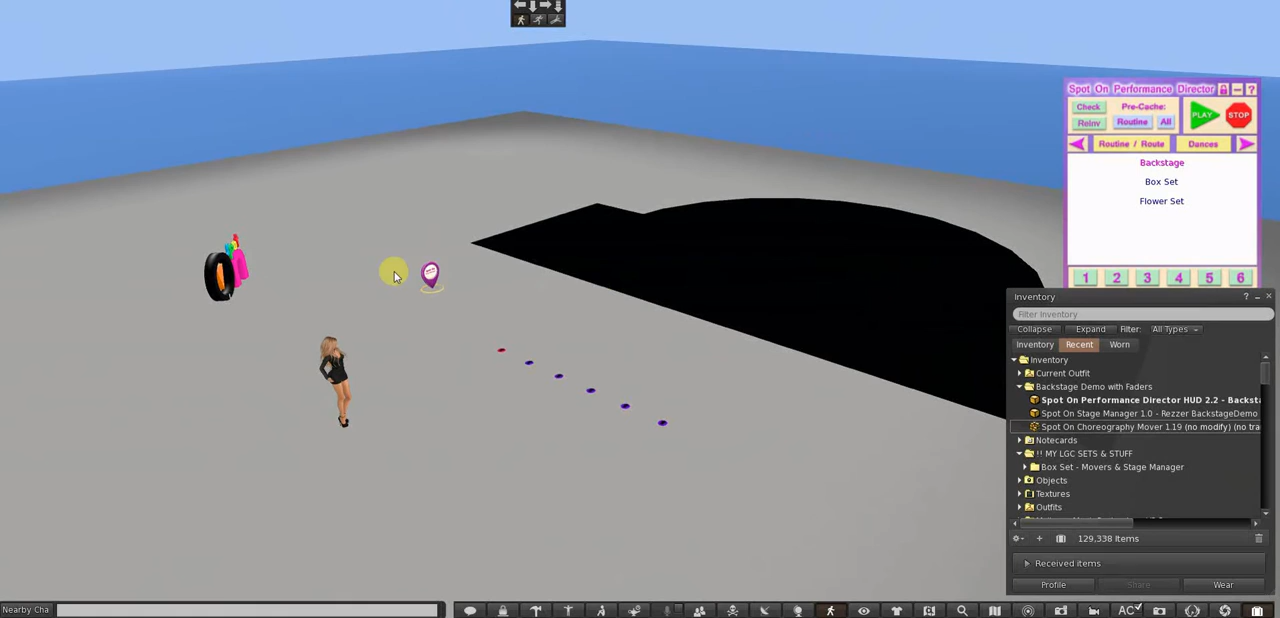 Spot On Performance Director ?
Check
Pre-Cache:
PLAY
STOP
Reinv
Routine
All
Routine / Route
Dances
Backstage
Box Set
Flower Set
1 2 3 4 5 6
Inventory
Filter Inventory
Collapse Expand Filter: All Types
Inventory Recent Worn
Inventory
Current Outfit
Backstage Demo with Faders
Spot On Performance Director HUD 2.2 - Backsta
Spot On Stage Manager 1.0 - Rezzer BackstageDemo
Spot On Choreography Mover 1.19 (no modify) (no tra
Notecards
!! MY LGC SETS & STUFF
Box Set - Movers & Stage Manager
Objects
Textures
Outfits
129,338 Items
Received items
Profile Share Wear
Nearby Cha
AC